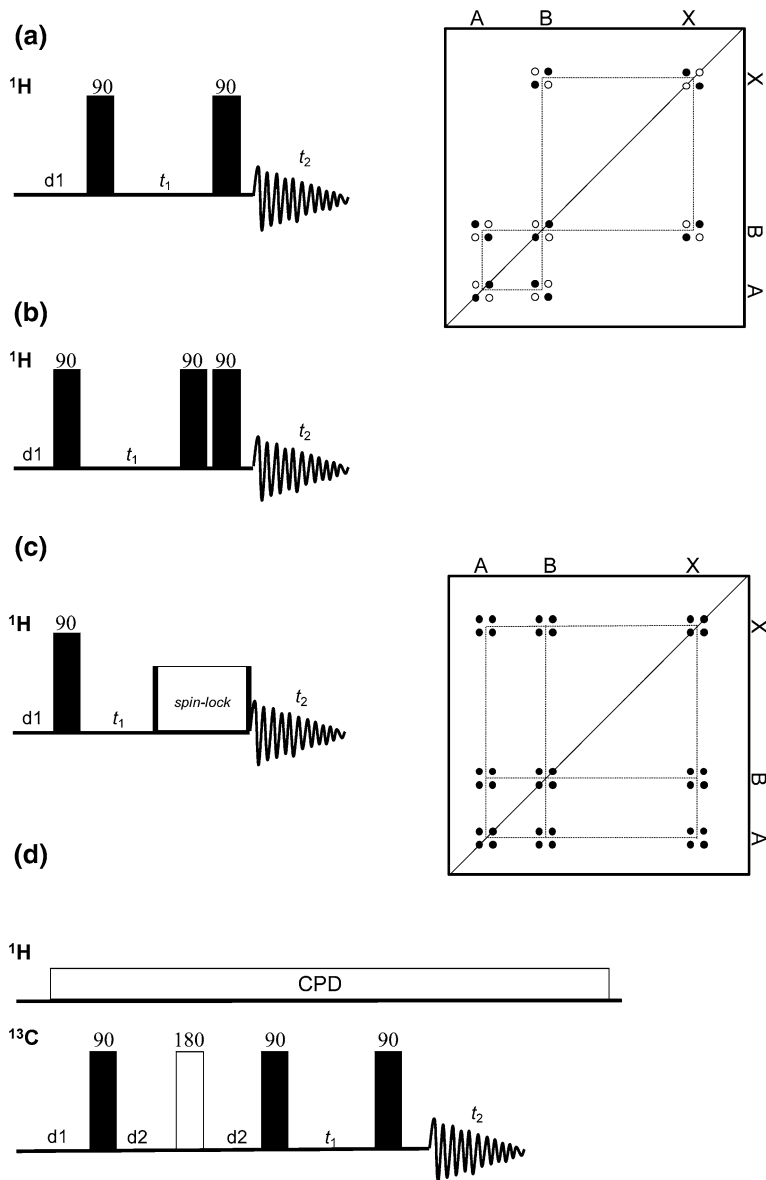 (a)
A B X
¹H
90 90
d1 t₁ t₂
X
B
A
(b)
¹H
90 90 90
d1 t₁ t₂
(c)
A B X
¹H
90
d1 t₁ spin-lock t₂
X
B
A
(d)
¹H
CPD
¹³C
90 180 90 90
d1 d2 d2 t₁ t₂